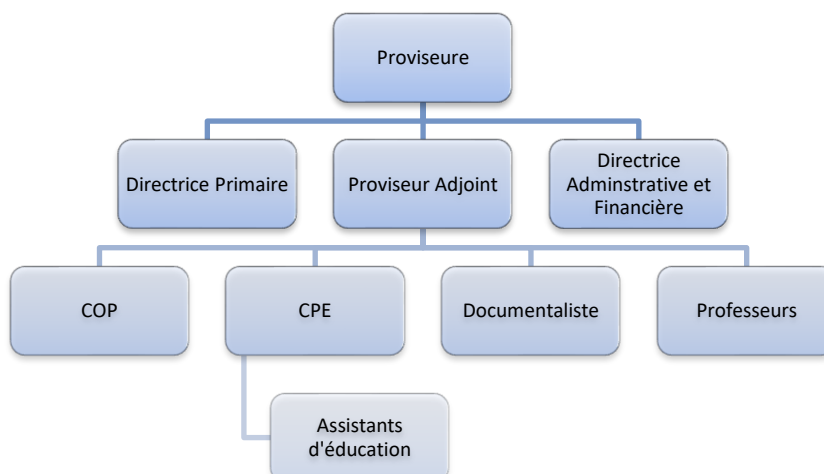 Proviseure
Directrice Primaire
Proviseur Adjoint
Directrice
Adminstrative et
Financière
COP
CPE
Documentaliste
Professeurs
Assistants
d'éducation